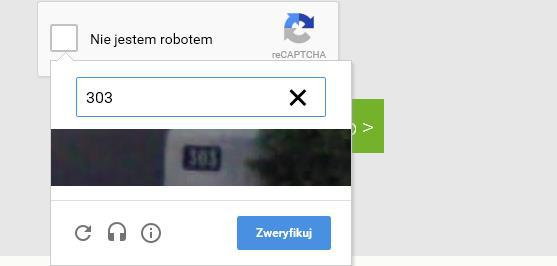 Nie jestem robotem
reCAPTCHA
303
>
303
Zweryfikuj